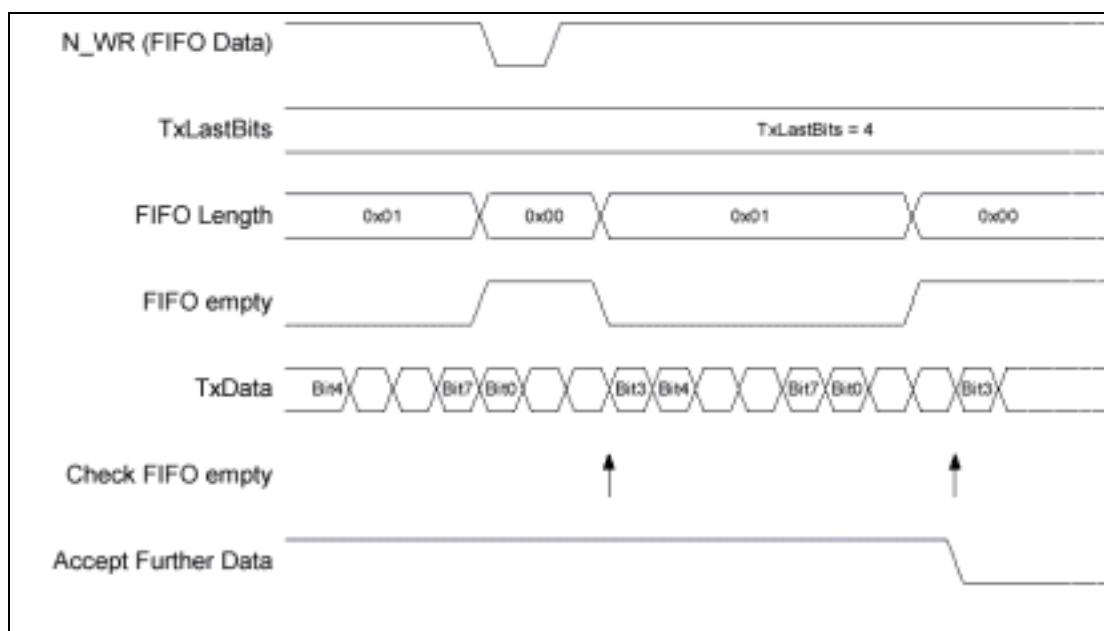 N_WR (FIFO Data)
TxLastBits
TxLastBits = 4
FIFO Length
0x01 0x00 0x01 0x00
FIFO empty
TxData
Bit4 Bit7 Bit0 Bit3 Bit4 Bit7 Bit0 Bit3
Check FIFO empty
Accept Further Data